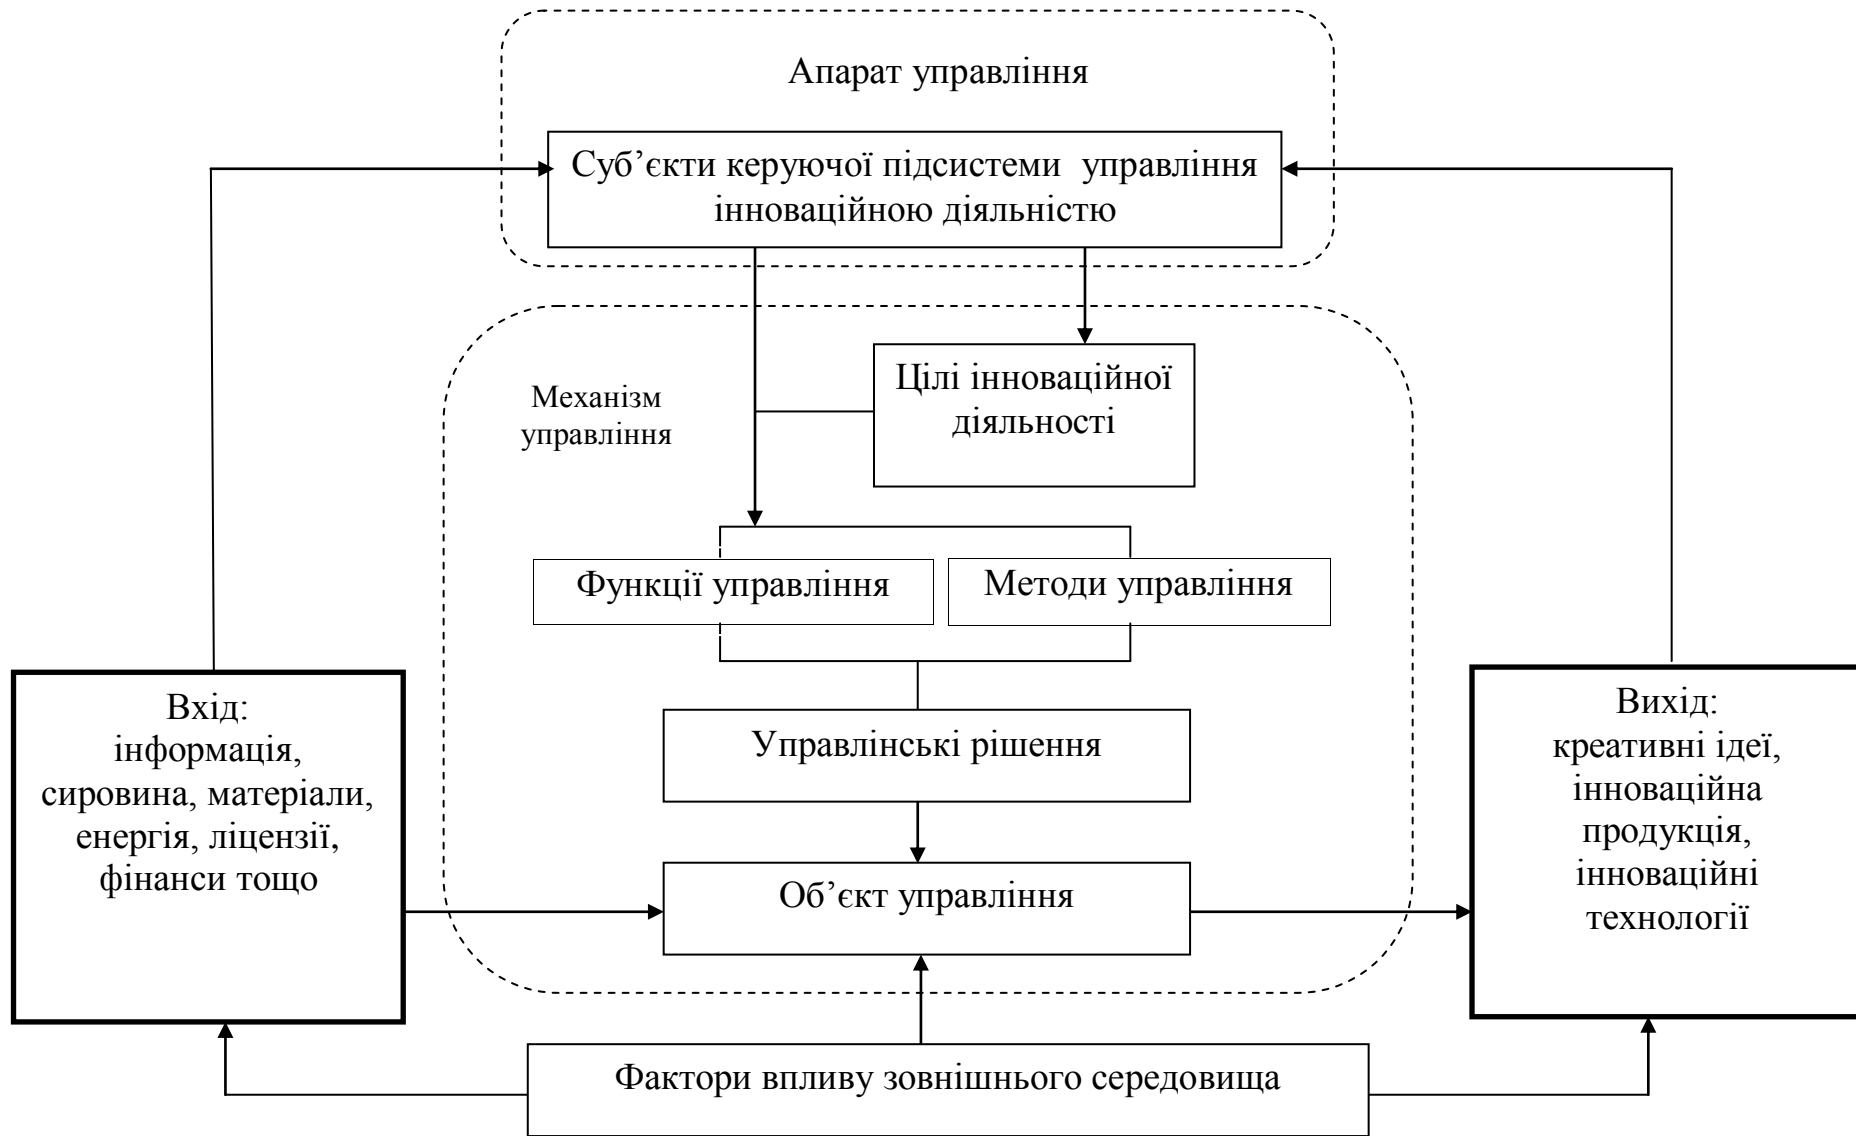 Апарат управління
Суб’єкти керуючої підсистеми управління
інноваційною діяльністю
Механізм
управління
Цілі інноваційної
діяльності
Функції управління
Методи управління
Вхід:
інформація,
сировина, матеріали,
енергія, ліцензії,
фінанси тощо
Управлінські рішення
Об’єкт управління
Вихід:
креативні ідеї,
інноваційна
продукція,
інноваційні
технології
Фактори впливу зовнішнього середовища